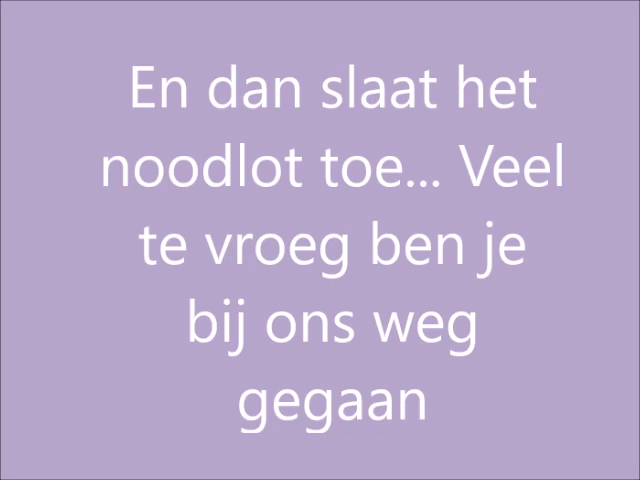 En dan slaat het
noodlot toe... Veel
te vroeg ben je
bij ons weg
gegaan